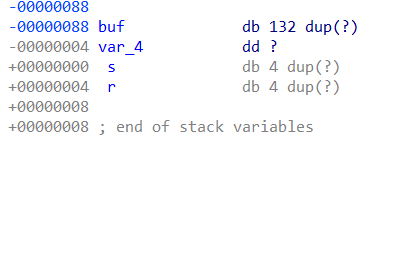 -00000088
-00000088 buf db 132 dup(?)
-00000004 var_4 dd ?
+00000000 s db 4 dup(?)
+00000004 r db 4 dup(?)
+00000008
+00000008 ; end of stack variables